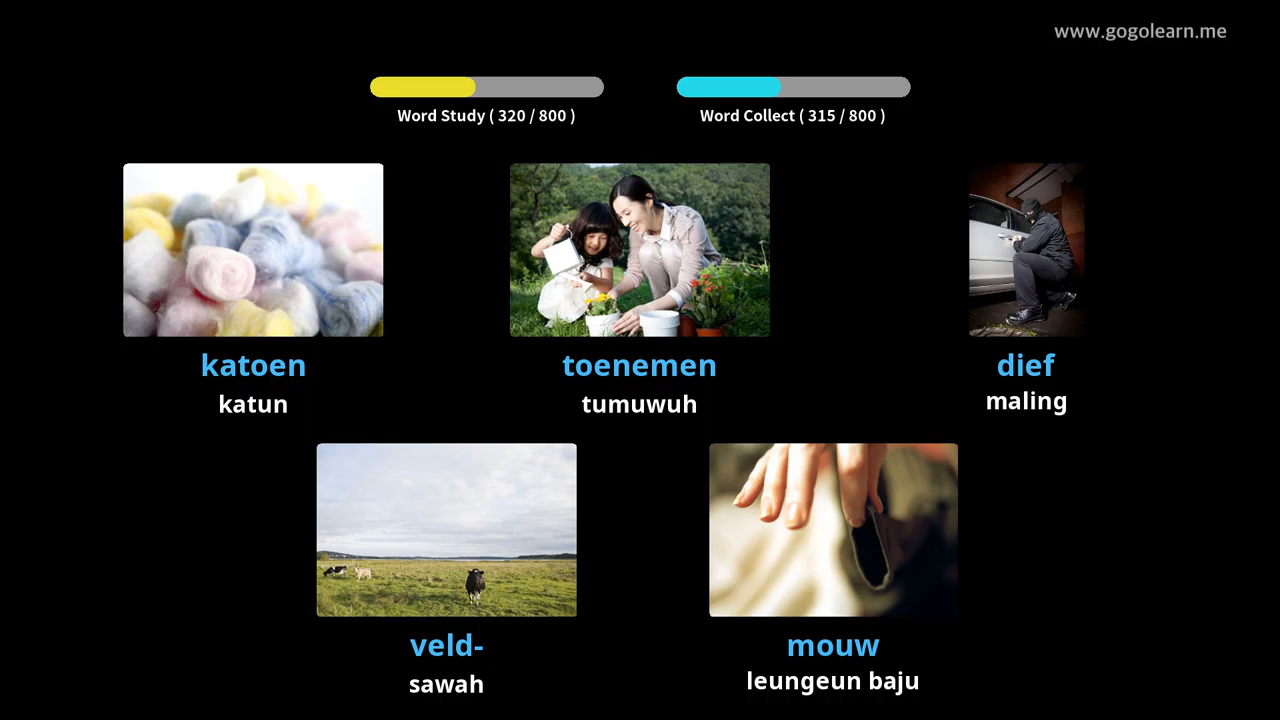 www.gogolearn.me
Word Study ( 320 / 800 )
Word Collect ( 315 / 800 )
katoen
katun
toenemen
tumuwuh
dief
maling
veld-
sawah
mouw
leungeun baju